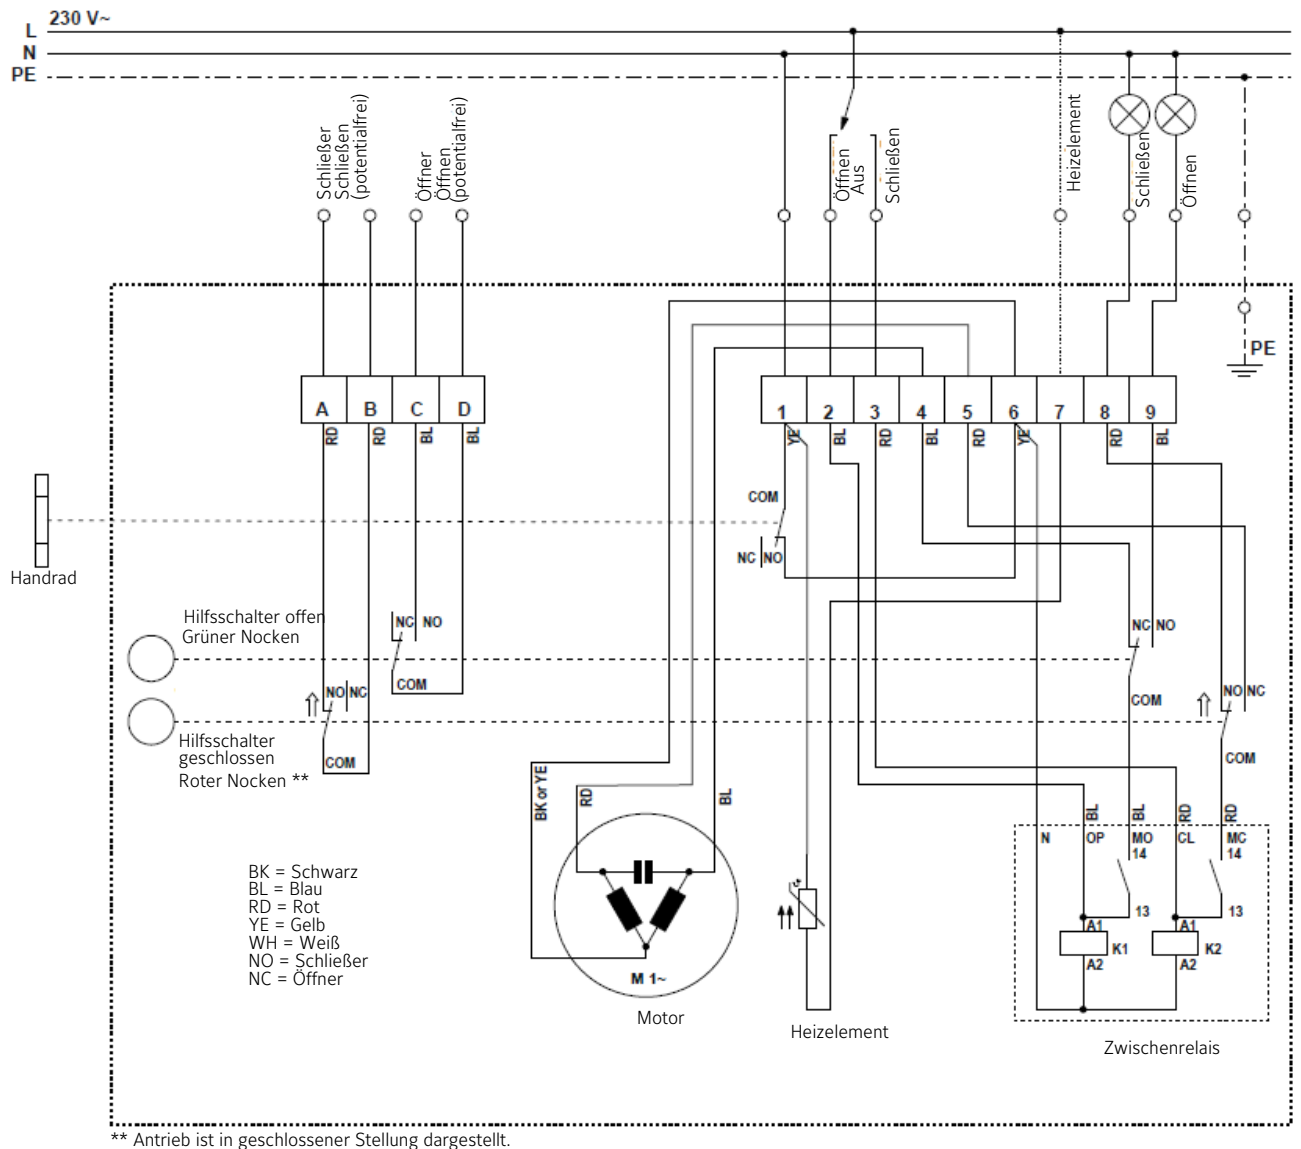 230 V~
L
N
PE
Schließer
Schließen
(potentialfrei)
Öffner
Öffnen
(potentialfrei)
Öffnen
Aus
Schließen
Heizelement
Schließen
Öffnen
PE
A B C D
RD RD BL BL
1 2 3 4 5 6 7 8 9
YE BL RD BL RD YE RD BL
COM
NC NO
Handrad
Hilfsschalter offen
Grüner Nocken
NC NO
COM
NC NO
COM
NO NC
COM
NO NC
COM
Hilfsschalter
geschlossen
Roter Nocken **
BK or YE
RD
BL
BL BL RD RD
N OP MO CL MC
14 14
13 13
A1 A1
K1 K2
A2 A2
BK = Schwarz
BL = Blau
RD = Rot
YE = Gelb
WH = Weiß
NO = Schließer
NC = Öffner
M 1~
Motor
Heizelement
Zwischenrelais
** Antrieb ist in geschlossener Stellung dargestellt.